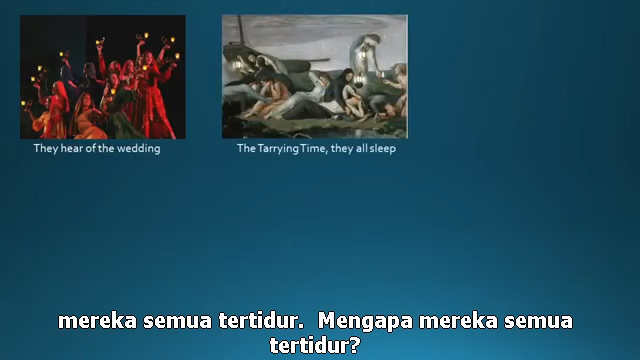 They hear of the wedding
The Tarrying Time, they all sleep
mereka semua tertidur.  Mengapa mereka semua
tertidur?